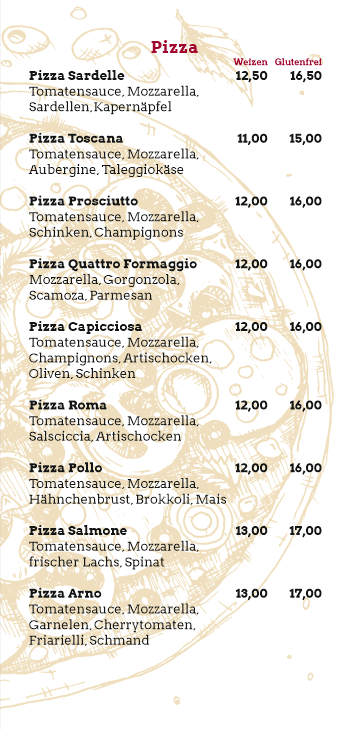 Pizza
Weizen Glutenfrei
Pizza Sardelle 12,50 16,50
Tomatensauce, Mozzarella,
Sardellen, Kapernäpfel
Pizza Toscana 11,00 15,00
Tomatensauce, Mozzarella,
Aubergine, Taleggiokäse
Pizza Prosciutto 12,00 16,00
Tomatensauce, Mozzarella,
Schinken, Champignons
Pizza Quattro Formaggio 12,00 16,00
Mozzarella, Gorgonzola,
Scamoza, Parmesan
Pizza Capicciosa 12,00 16,00
Tomatensauce, Mozzarella,
Champignons, Artischocken,
Oliven, Schinken
Pizza Roma 12,00 16,00
Tomatensauce, Mozzarella,
Salsciccia, Artischocken
Pizza Pollo 12,00 16,00
Tomatensauce, Mozzarella,
Hähnchenbrust, Brokkoli, Mais
Pizza Salmone 13,00 17,00
Tomatensauce, Mozzarella,
frischer Lachs, Spinat
Pizza Arno 13,00 17,00
Tomatensauce, Mozzarella,
Garnelen, Cherrytomaten,
Friarielli, Schmand